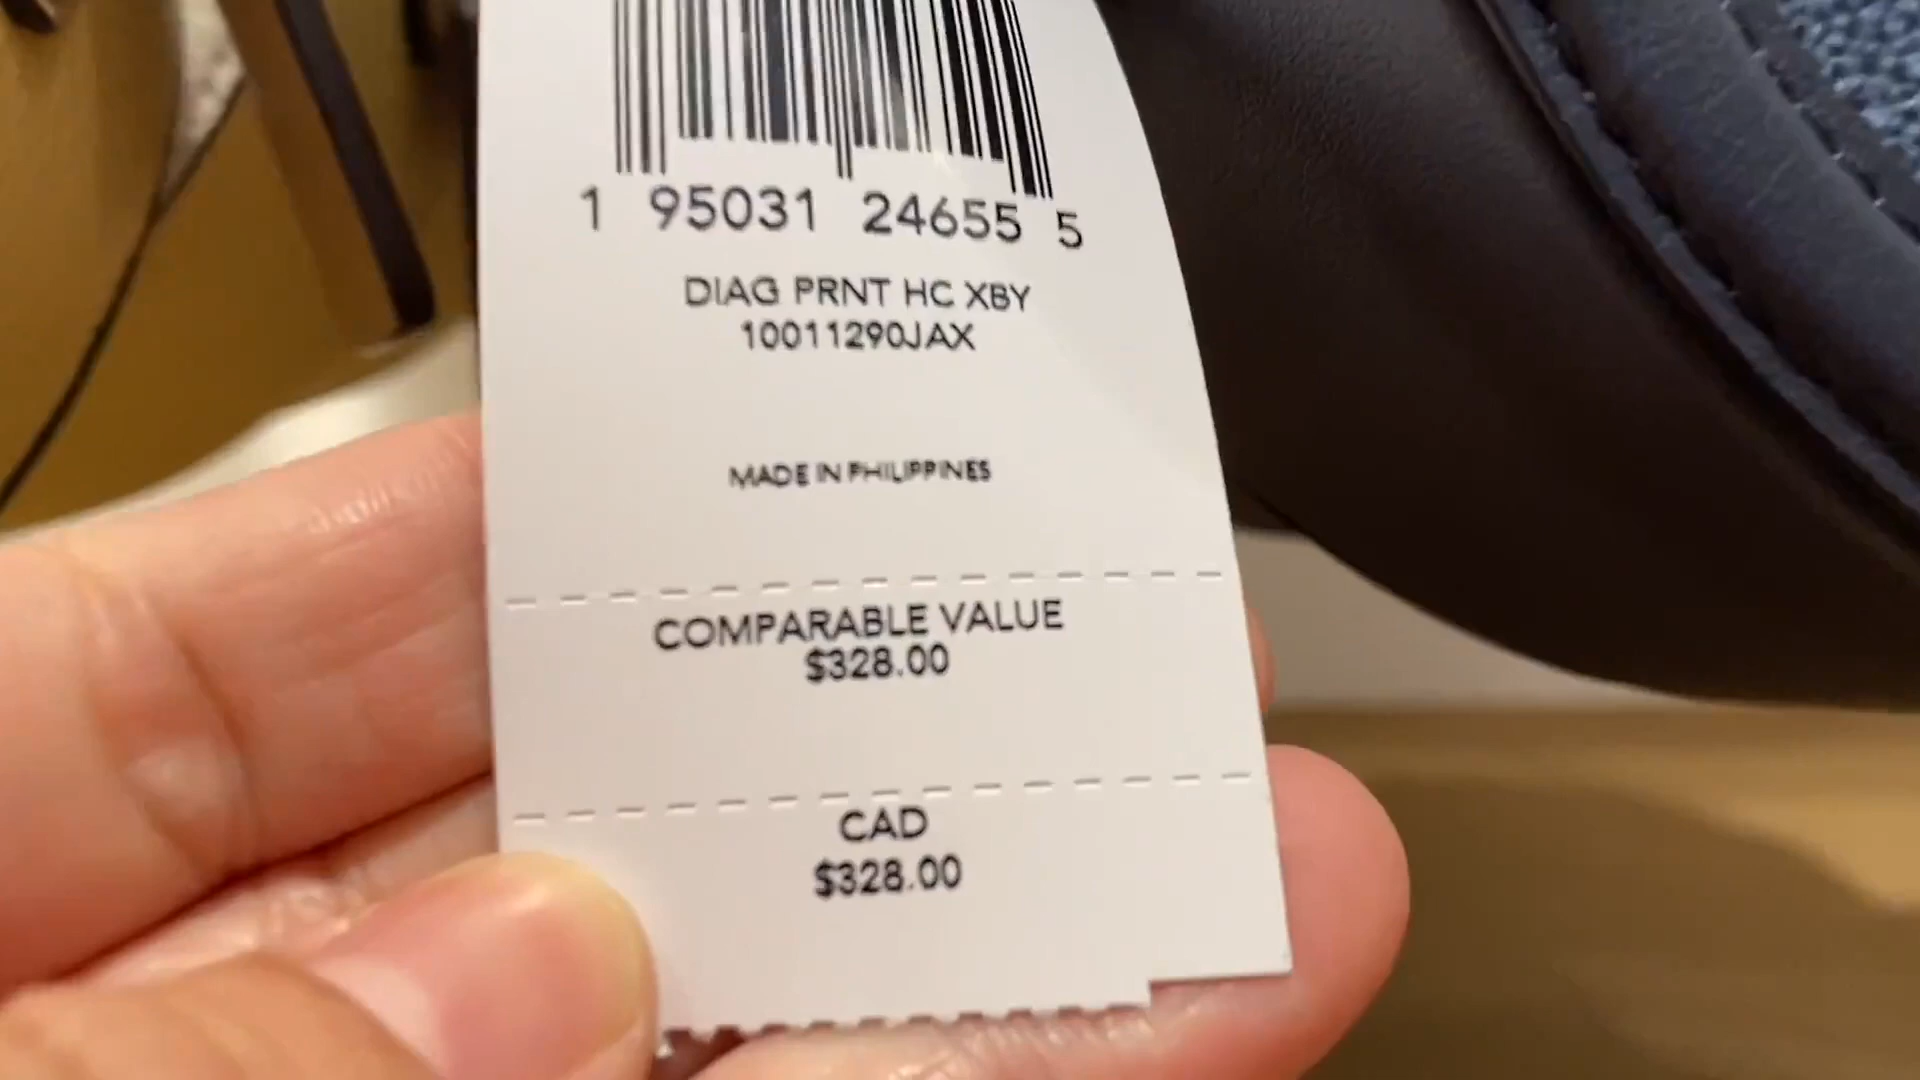 1 95031 24655 5
DIAG PRNT HC XBY
10011290JAX
MADE IN PHILIPPINES
COMPARABLE VALUE
$328.00
CAD
$328.00